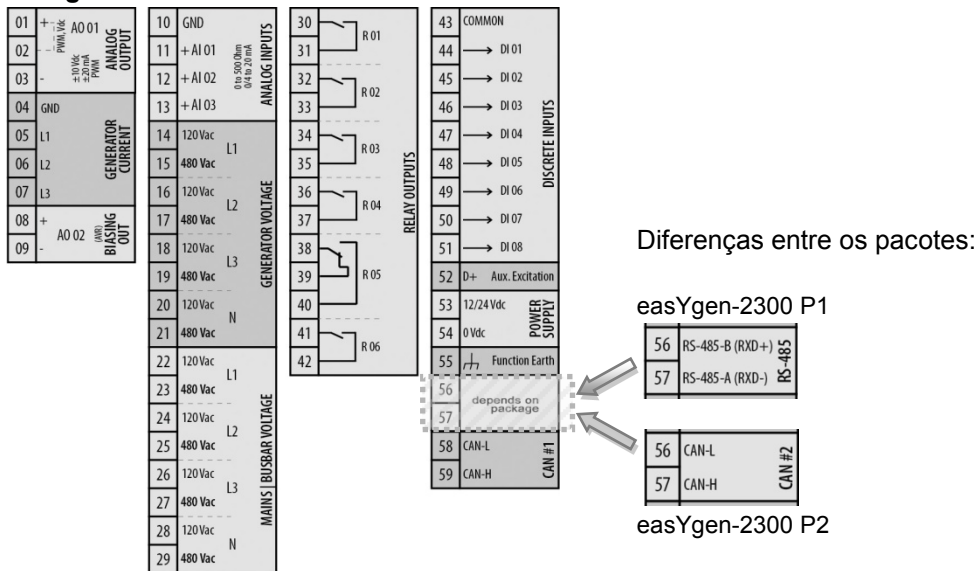 01 + AO 01
02 PWM, Vdc
03 -
±10 Vdc
±20 mA
PWM
ANALOG
OUTPUT
04 GND
05 L1
06 L2
07 L3
GENERATOR
CURRENT
08 +
09 -
AO 02
(AVR)
BIASING
OUT
10 GND
11 + AI 01
12 + AI 02
13 + AI 03
0 to 500 Ohm
0/4 to 20 mA
ANALOG INPUTS
14 120 Vac
15 480 Vac
L1
16 120 Vac
17 480 Vac
L2
18 120 Vac
19 480 Vac
L3
20 120 Vac
21 480 Vac
N
GENERATOR VOLTAGE
22 120 Vac
23 480 Vac
L1
24 120 Vac
25 480 Vac
L2
26 120 Vac
27 480 Vac
L3
28 120 Vac
29 480 Vac
N
MAINS | BUSBAR VOLTAGE
30
31
R 01
32
33
R 02
34
35
R 03
36
37
R 04
38
39
40
R 05
41
42
R 06
RELAY OUTPUTS
43 COMMON
44 → DI 01
45 → DI 02
46 → DI 03
47 → DI 04
48 → DI 05
49 → DI 06
50 → DI 07
51 → DI 08
DISCRETE INPUTS
52 D+ Aux. Excitation
53 12/24 Vdc
54 0 Vdc
POWER
SUPPLY
55 Function Earth
56
57
depends on
package
58 CAN-L
59 CAN-H
CAN #1
Diferenças entre os pacotes:
easYgen-2300 P1
56 RS-485-B (RXD+)
57 RS-485-A (RXD-)
RS-485
56 CAN-L
57 CAN-H
CAN #2
easYgen-2300 P2